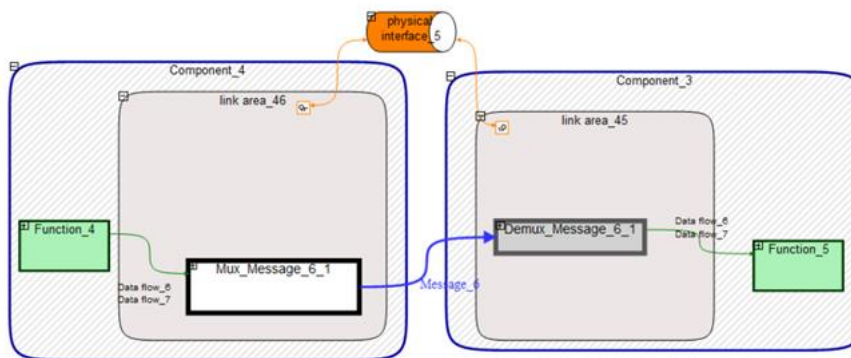 physical
interface_5
Component_4
Component_3
link area_46
link area_45
Function_4
Data flow_6
Data flow_7
Mux_Message_6_1
Message_6
Demux_Message_6_1
Data flow_6
Data flow_7
Function_5